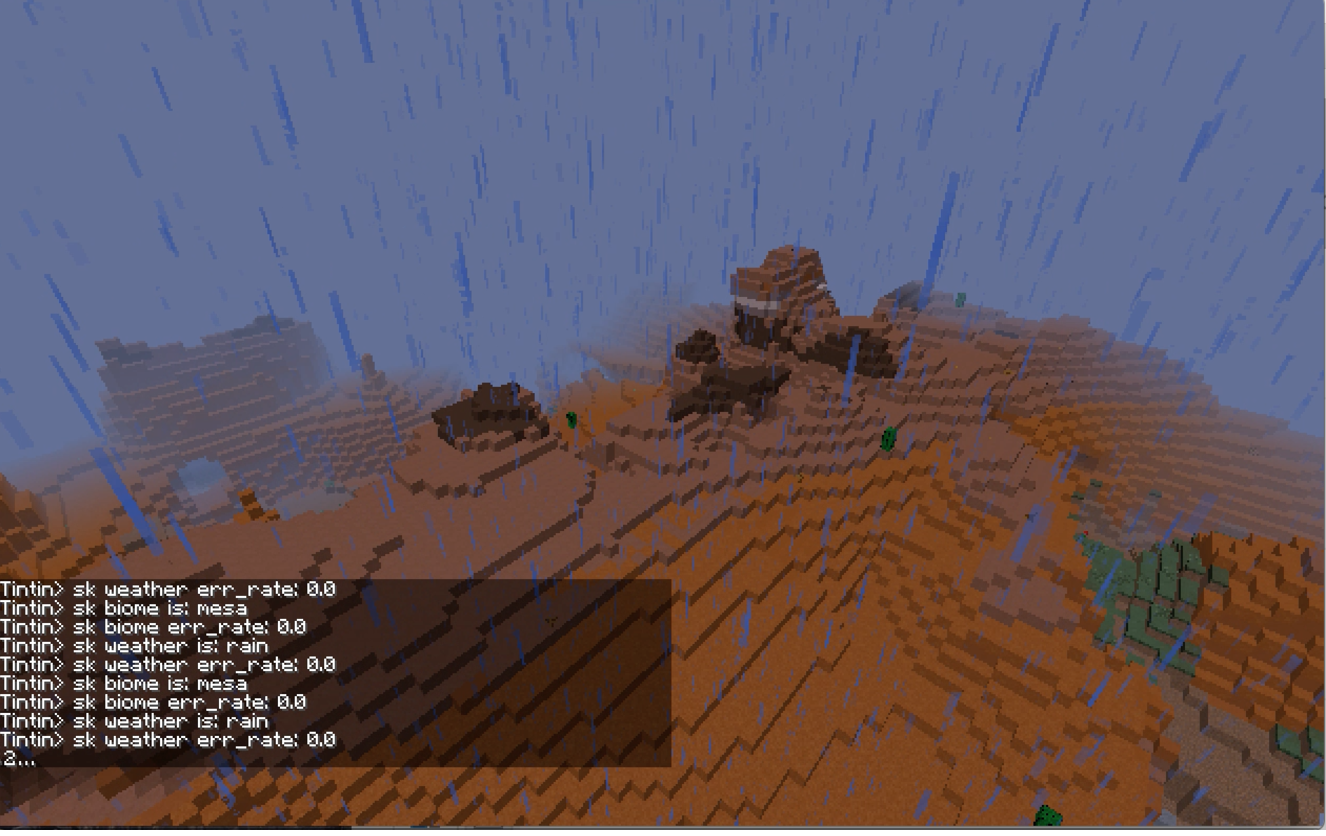 Tintin> sk weather err_rate: 0.0
Tintin> sk biome is: mesa
Tintin> sk biome err_rate: 0.0
Tintin> sk weather is: rain
Tintin> sk weather err_rate: 0.0
Tintin> sk biome is: mesa
Tintin> sk biome err_rate: 0.0
Tintin> sk weather is: rain
Tintin> sk weather err_rate: 0.0
2...